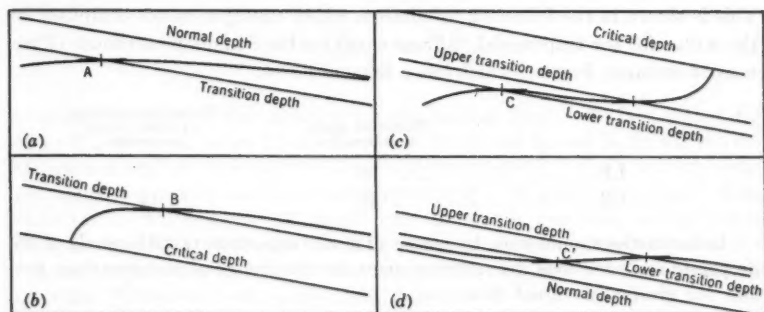 Normal depth
A
Transition depth
(a)
Critical depth
Upper transition depth
C
Lower transition depth
(c)
Transition depth
B
Critical depth
(b)
Upper transition depth
C'
Lower transition depth
Normal depth
(d)